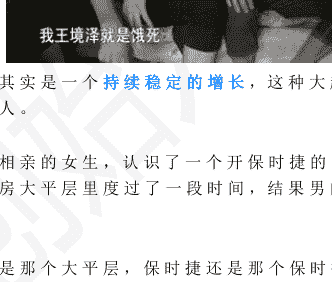 我王境泽就是饿死
其实是一个持续稳定的增长，这种大
人。
相亲的女生，认识了一个开保时捷的
房大平层里度过了一段时间，结果男
是那个大平层，保时捷还是那个保时